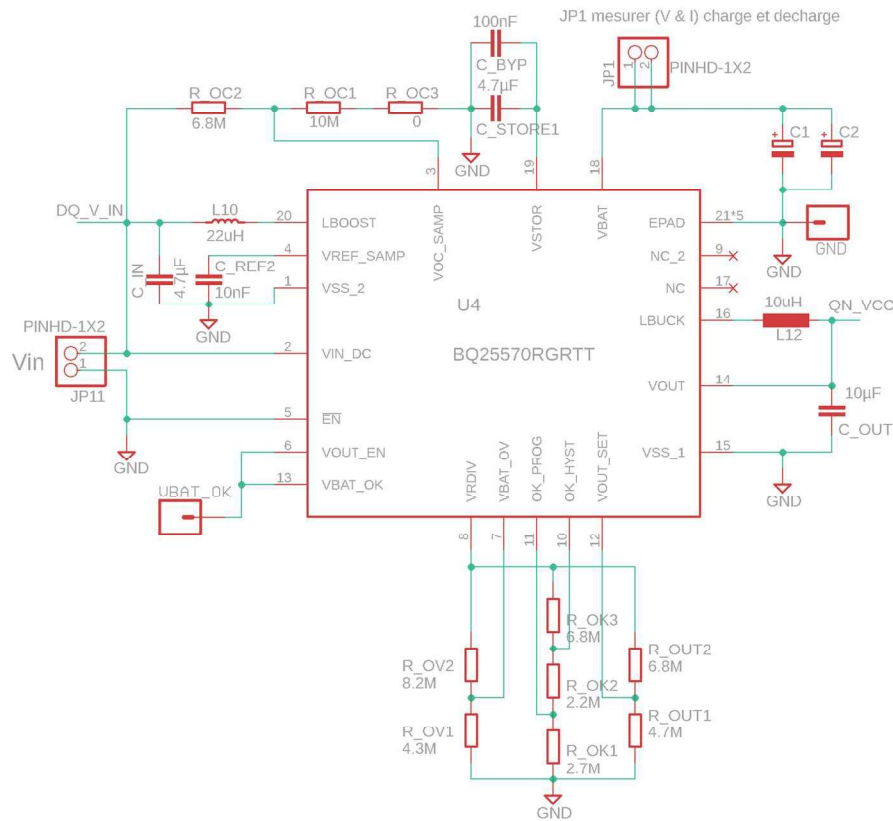 JP1 mesurer (V & I) charge et decharge
100nF
C_BYP
4.7µF
C_STORE1
JP1
1
2
PINHD-1X2
R_OC2
6.8M
R_OC1
10M
R_OC3
0
GND
C1
C2
3
19
18
VOC_SAMP
VSTOR
VBAT
DQ_V_IN
L10
22uH
20
LBOOST
EPAD
21*5
GND
GND
C_IN
4.7µF
C_REF2
10nF
4
VREF_SAMP
NC_2
9
1
VSS_2
NC
17
GND
U4
BQ25570RGRTT
LBUCK
16
10uH
L12
QN_VCC
PINHD-1X2
Vin
2
1
JP11
2
VIN_DC
VOUT
14
10µF
C_OUT
5
EN
GND
6
VOUT_EN
VSS_1
15
GND
13
VBAT_OK
UBAT_OK
VRDIV
VBAT_OV
OK_PROG
OK_HYST
VOUT_SET
8
7
11
10
12
R_OK3
6.8M
R_OV2
8.2M
R_OK2
2.2M
R_OUT2
6.8M
R_OV1
4.3M
R_OK1
2.7M
R_OUT1
4.7M
GND